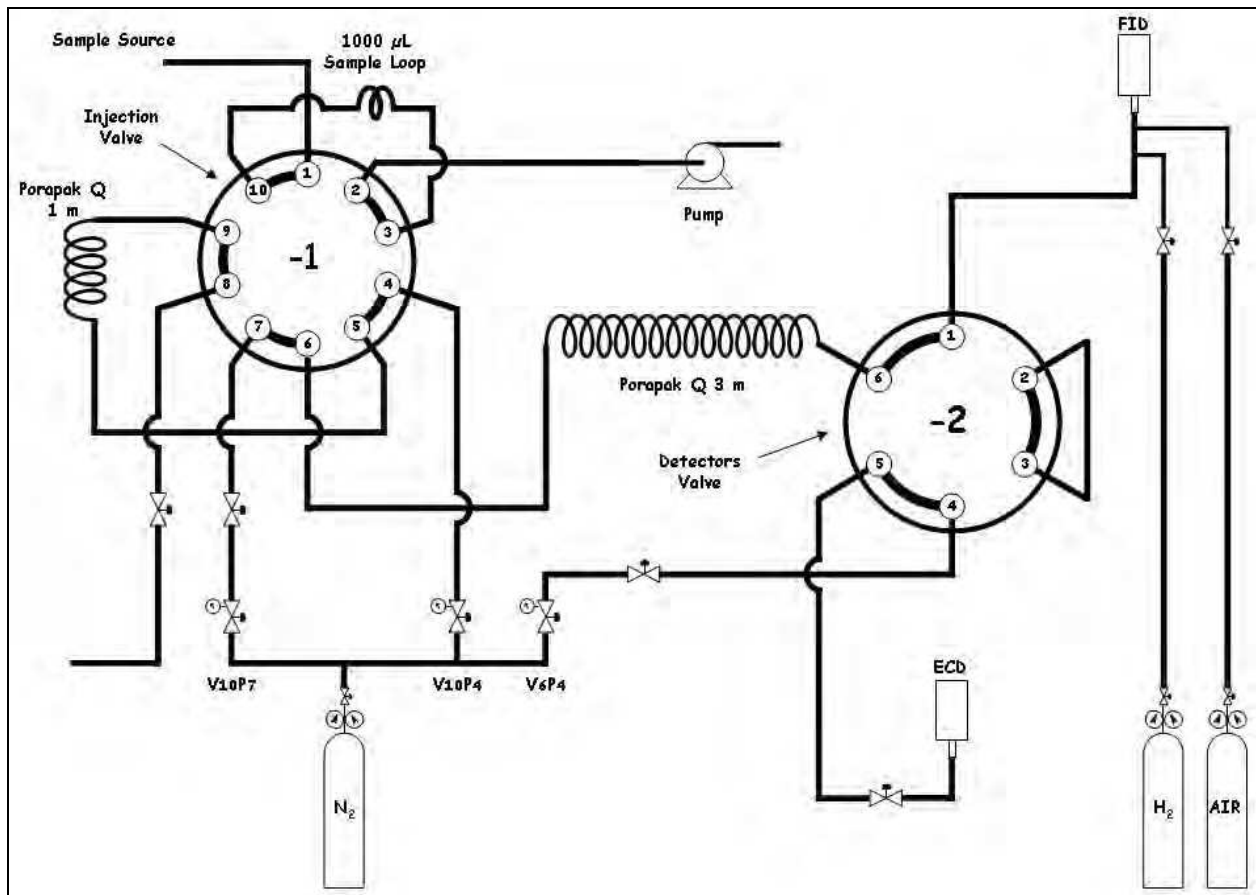 FID
Sample Source
1000 µL
Sample Loop
Injection
Valve
1
10
2
Pump
Porapak Q
1 m
9
3
-1
8
4
7
5
6
Porapak Q 3 m
1
6
2
-2
Detectors
Valve
5
3
4
V10P7
V10P4
V6P4
ECD
N2
H2
AIR